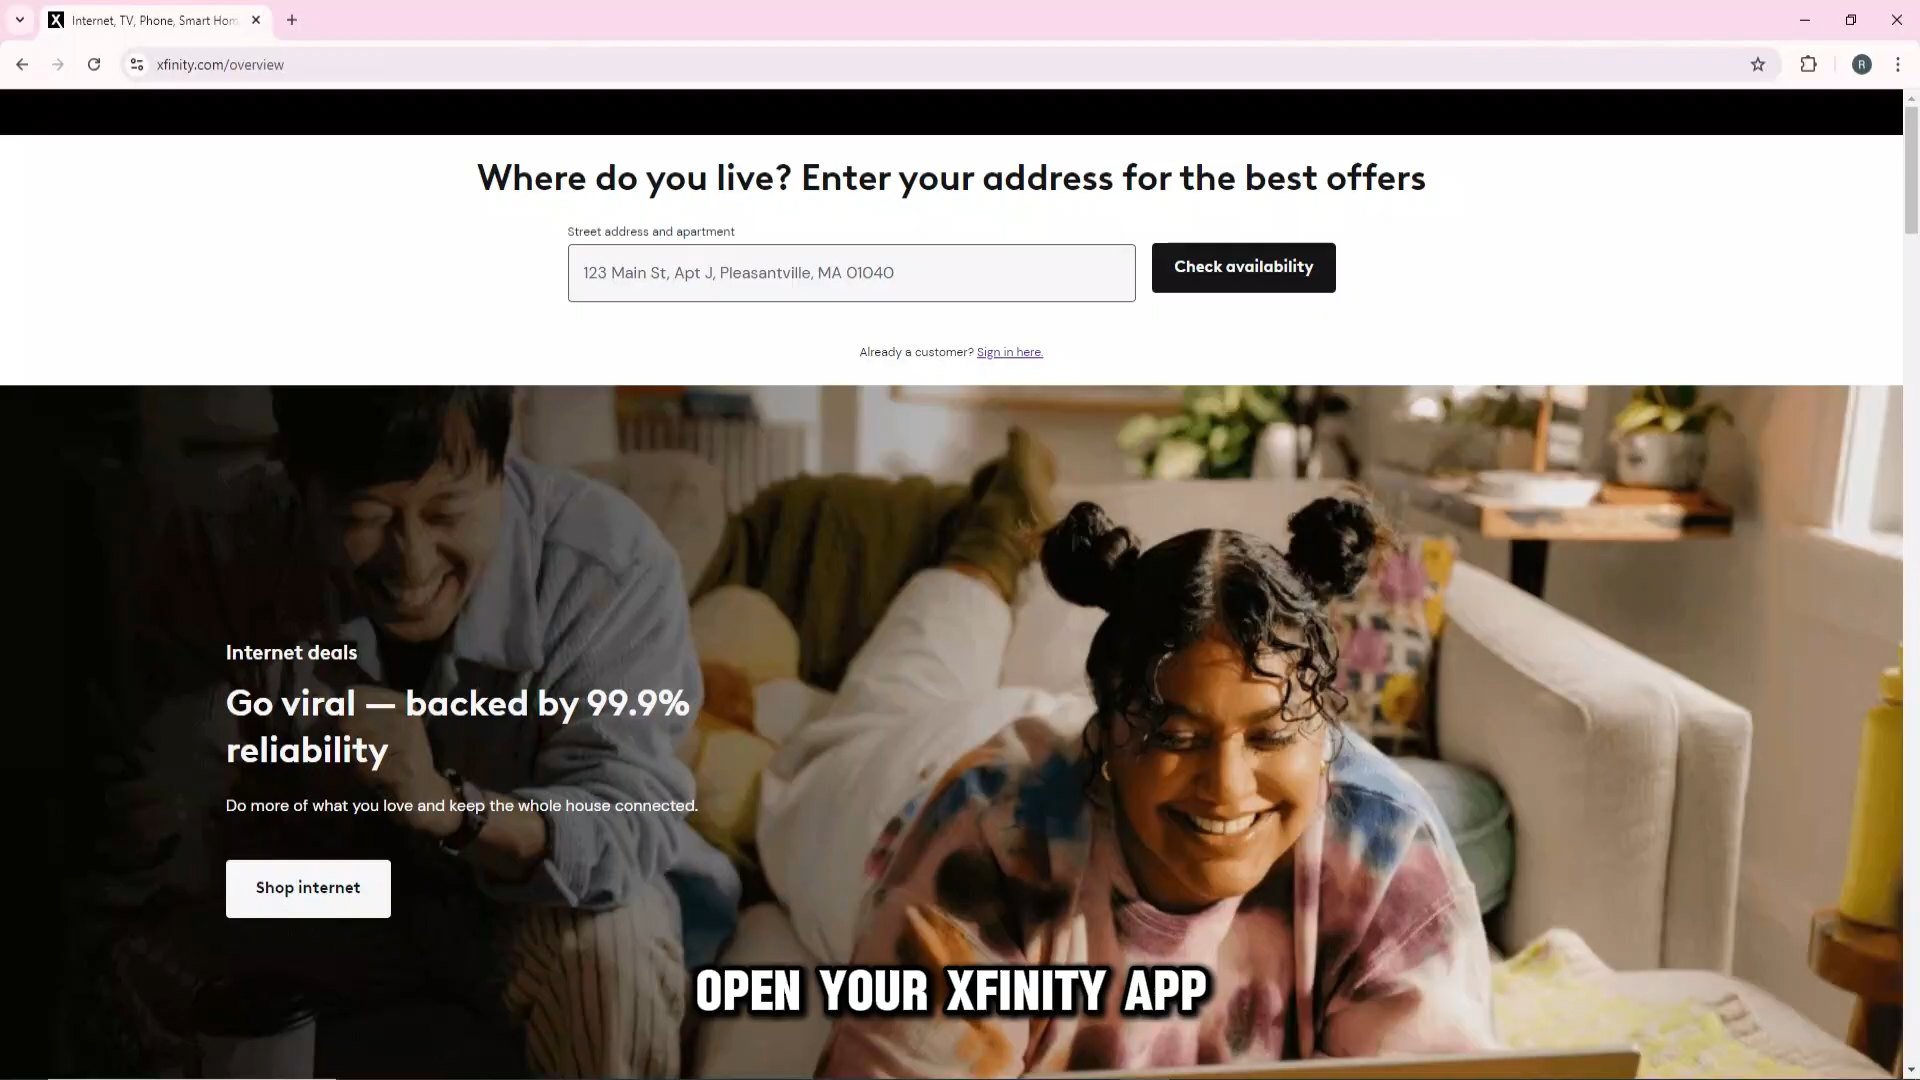 Internet, TV, Phone, Smart Hom
xfinity.com/overview
R
Where do you live? Enter your address for the best offers
Street address and apartment
123 Main St, Apt J, Pleasantville, MA 01040
Check availability
Already a customer? Sign in here.
Internet deals
Go viral — backed by 99.9%
reliability
Do more of what you love and keep the whole house connected.
Shop internet
OPEN YOUR XFINITY APP